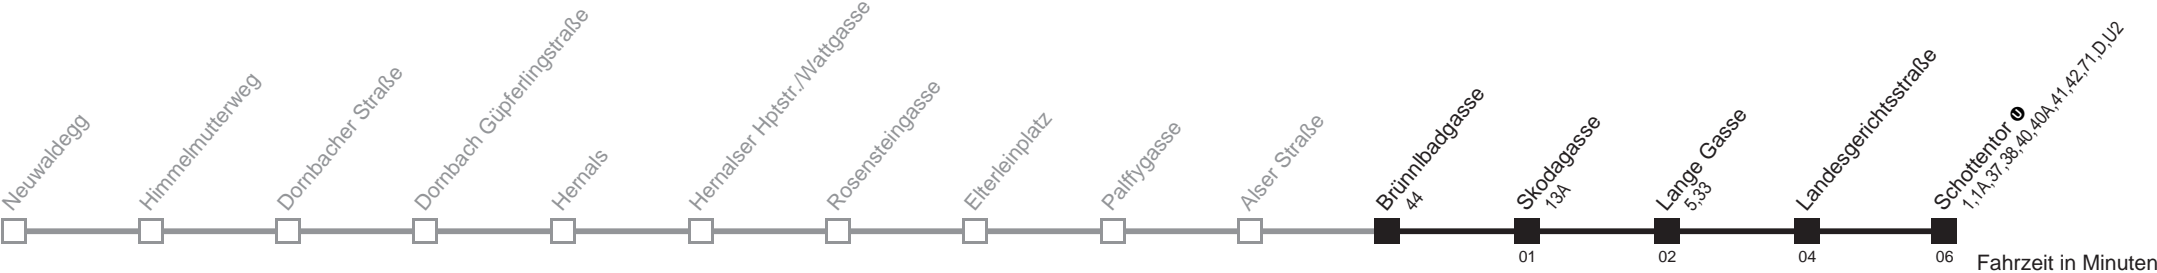 Neuwaldegg
Himmelmutterweg
Dornbacher Straße
Dornbach Güpferlingstraße
Hernals
Hernalser Hptstr./Wattgasse
Rosensteingasse
Elterleinplatz
Palffygasse
Alser Straße
Brünnlbadgasse
44
Skodagasse
13A
Lange Gasse
5,33
Landesgerichtsstraße
Schottentor U
1,1A,37,38,40,40A,41,42,71,D,U2
01
02
04
06
Fahrzeit in Minuten